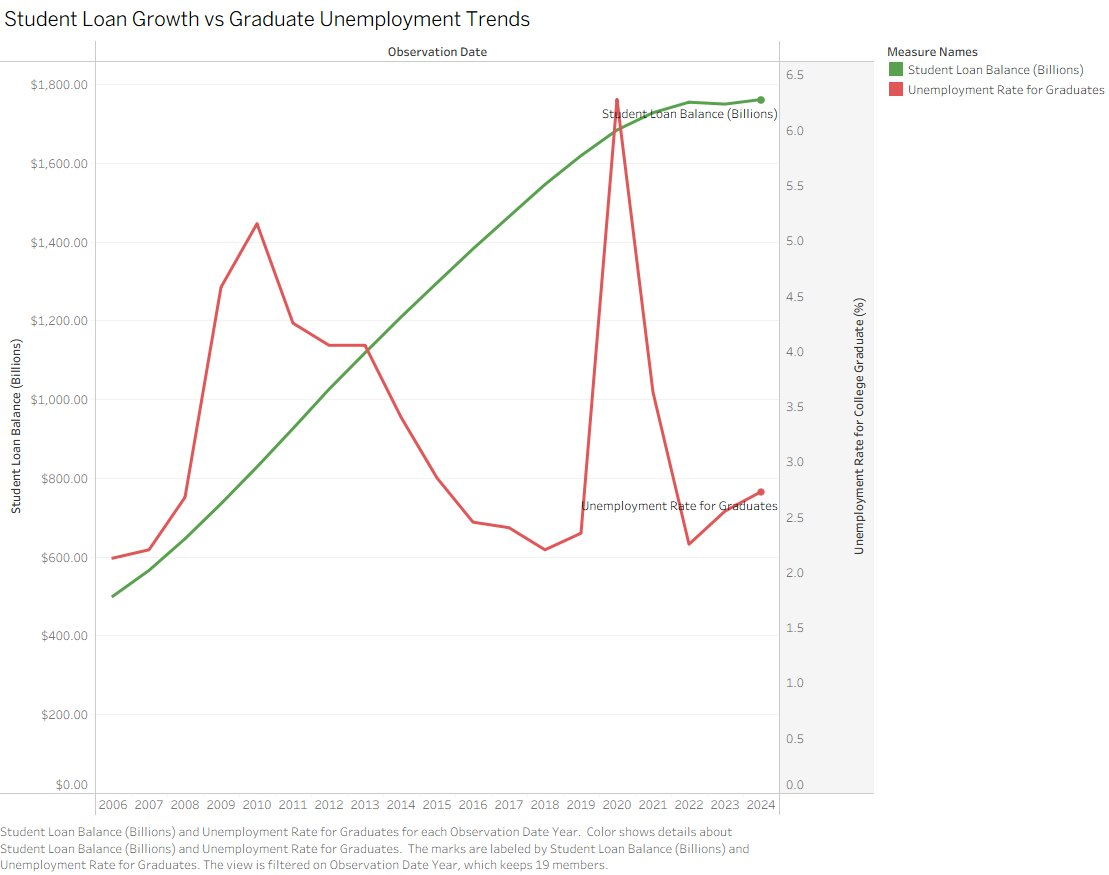 Student Loan Growth vs Graduate Unemployment Trends
Observation Date
Measure Names
Student Loan Balance (Billions)
Unemployment Rate for Graduates
Student Loan Balance (Billions)
$1,800.00
$1,600.00
$1,400.00
$1,200.00
$1,000.00
$800.00
$600.00
$400.00
$200.00
$0.00
Student Loan Balance (Billions)
Unemployment Rate for Graduates
6.5
6.0
5.5
5.0
4.5
4.0
3.5
3.0
2.5
2.0
1.5
1.0
0.5
0.0
Unemployment Rate for College Graduate (%)
2006 2007 2008 2009 2010 2011 2012 2013 2014 2015 2016 2017 2018 2019 2020 2021 2022 2023 2024
Student Loan Balance (Billions) and Unemployment Rate for Graduates for each Observation Date Year.  Color shows details about
Student Loan Balance (Billions) and Unemployment Rate for Graduates.  The marks are labeled by Student Loan Balance (Billions) and
Unemployment Rate for Graduates. The view is filtered on Observation Date Year, which keeps 19 members.